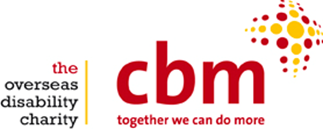 the
overseas
disability
charity
cbm
together we can do more